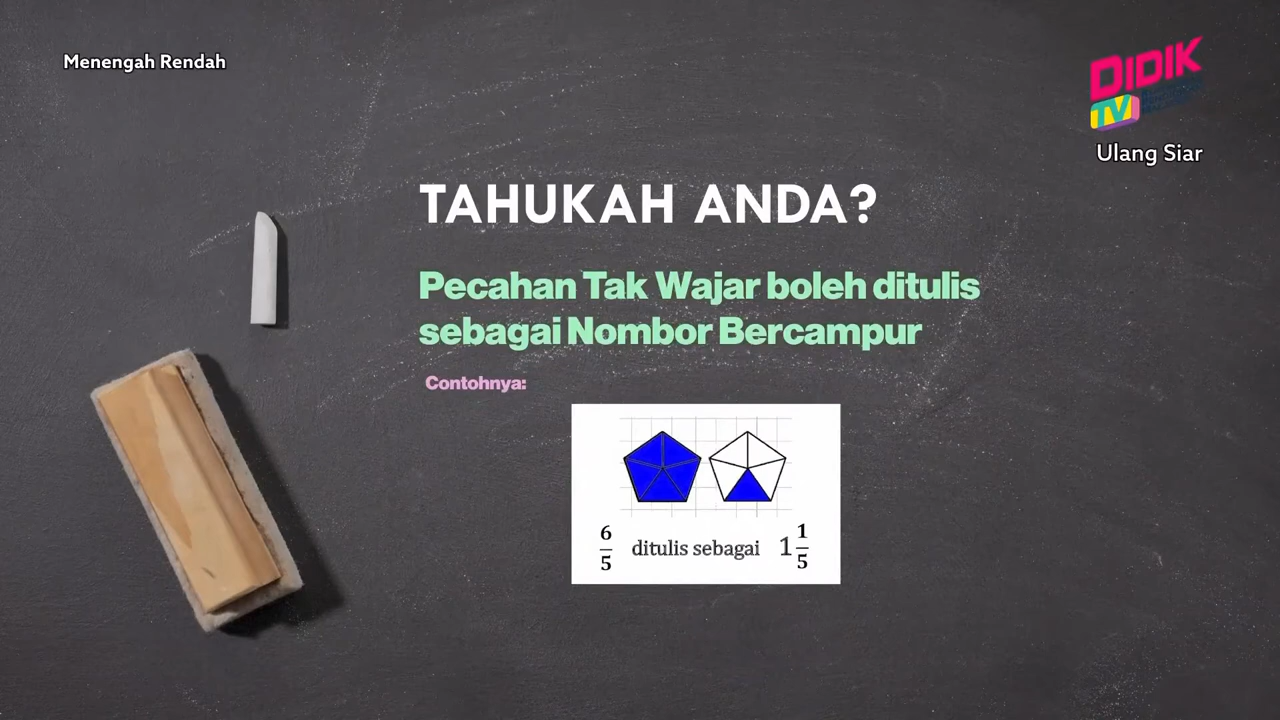 Menengah Rendah
DIDIK
TV
Ulang Siar
TAHUKAH ANDA?
Pecahan Tak Wajar boleh ditulis
sebagai Nombor Bercampur
Contohnya:
6/5 ditulis sebagai 1 1/5